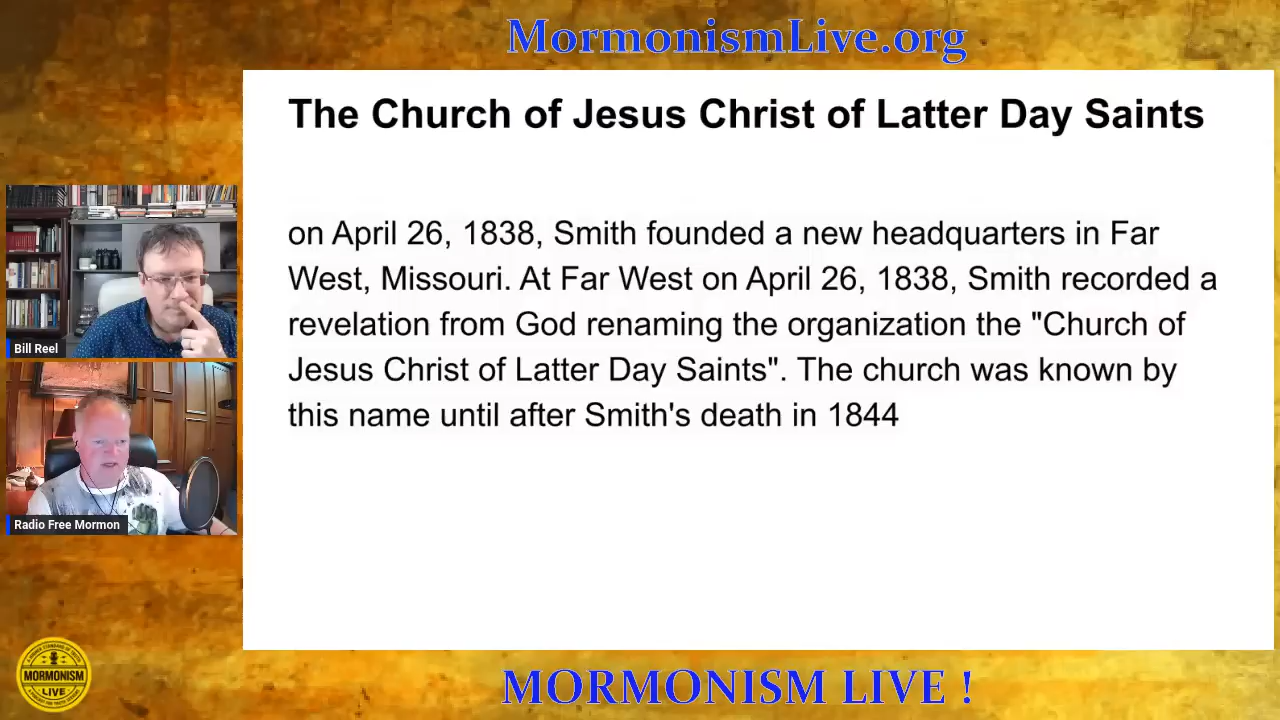 MormonismLive.org
The Church of Jesus Christ of Latter Day Saints
on April 26, 1838, Smith founded a new headquarters in Far
West, Missouri. At Far West on April 26, 1838, Smith recorded a
revelation from God renaming the organization the "Church of
Jesus Christ of Latter Day Saints". The church was known by
this name until after Smith's death in 1844
Bill Reel
Radio Free Mormon
MORMONISM
LIVE
MORMONISM LIVE !